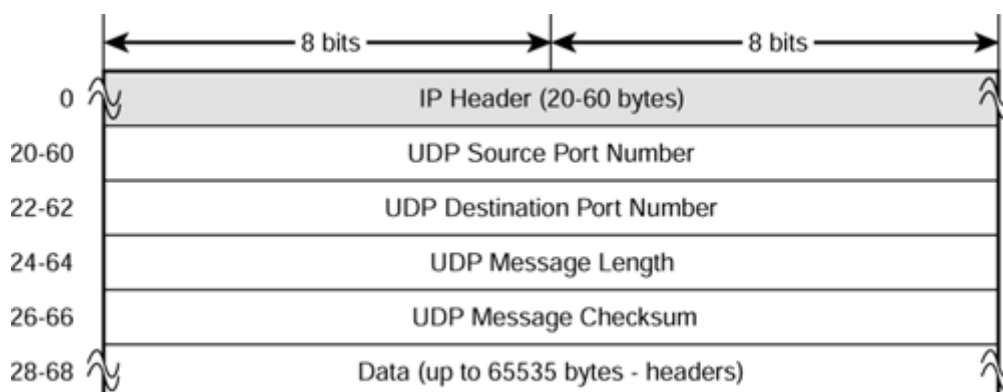 8 bits 8 bits
0 IP Header (20-60 bytes)
20-60 UDP Source Port Number
22-62 UDP Destination Port Number
24-64 UDP Message Length
26-66 UDP Message Checksum
28-68 Data (up to 65535 bytes - headers)